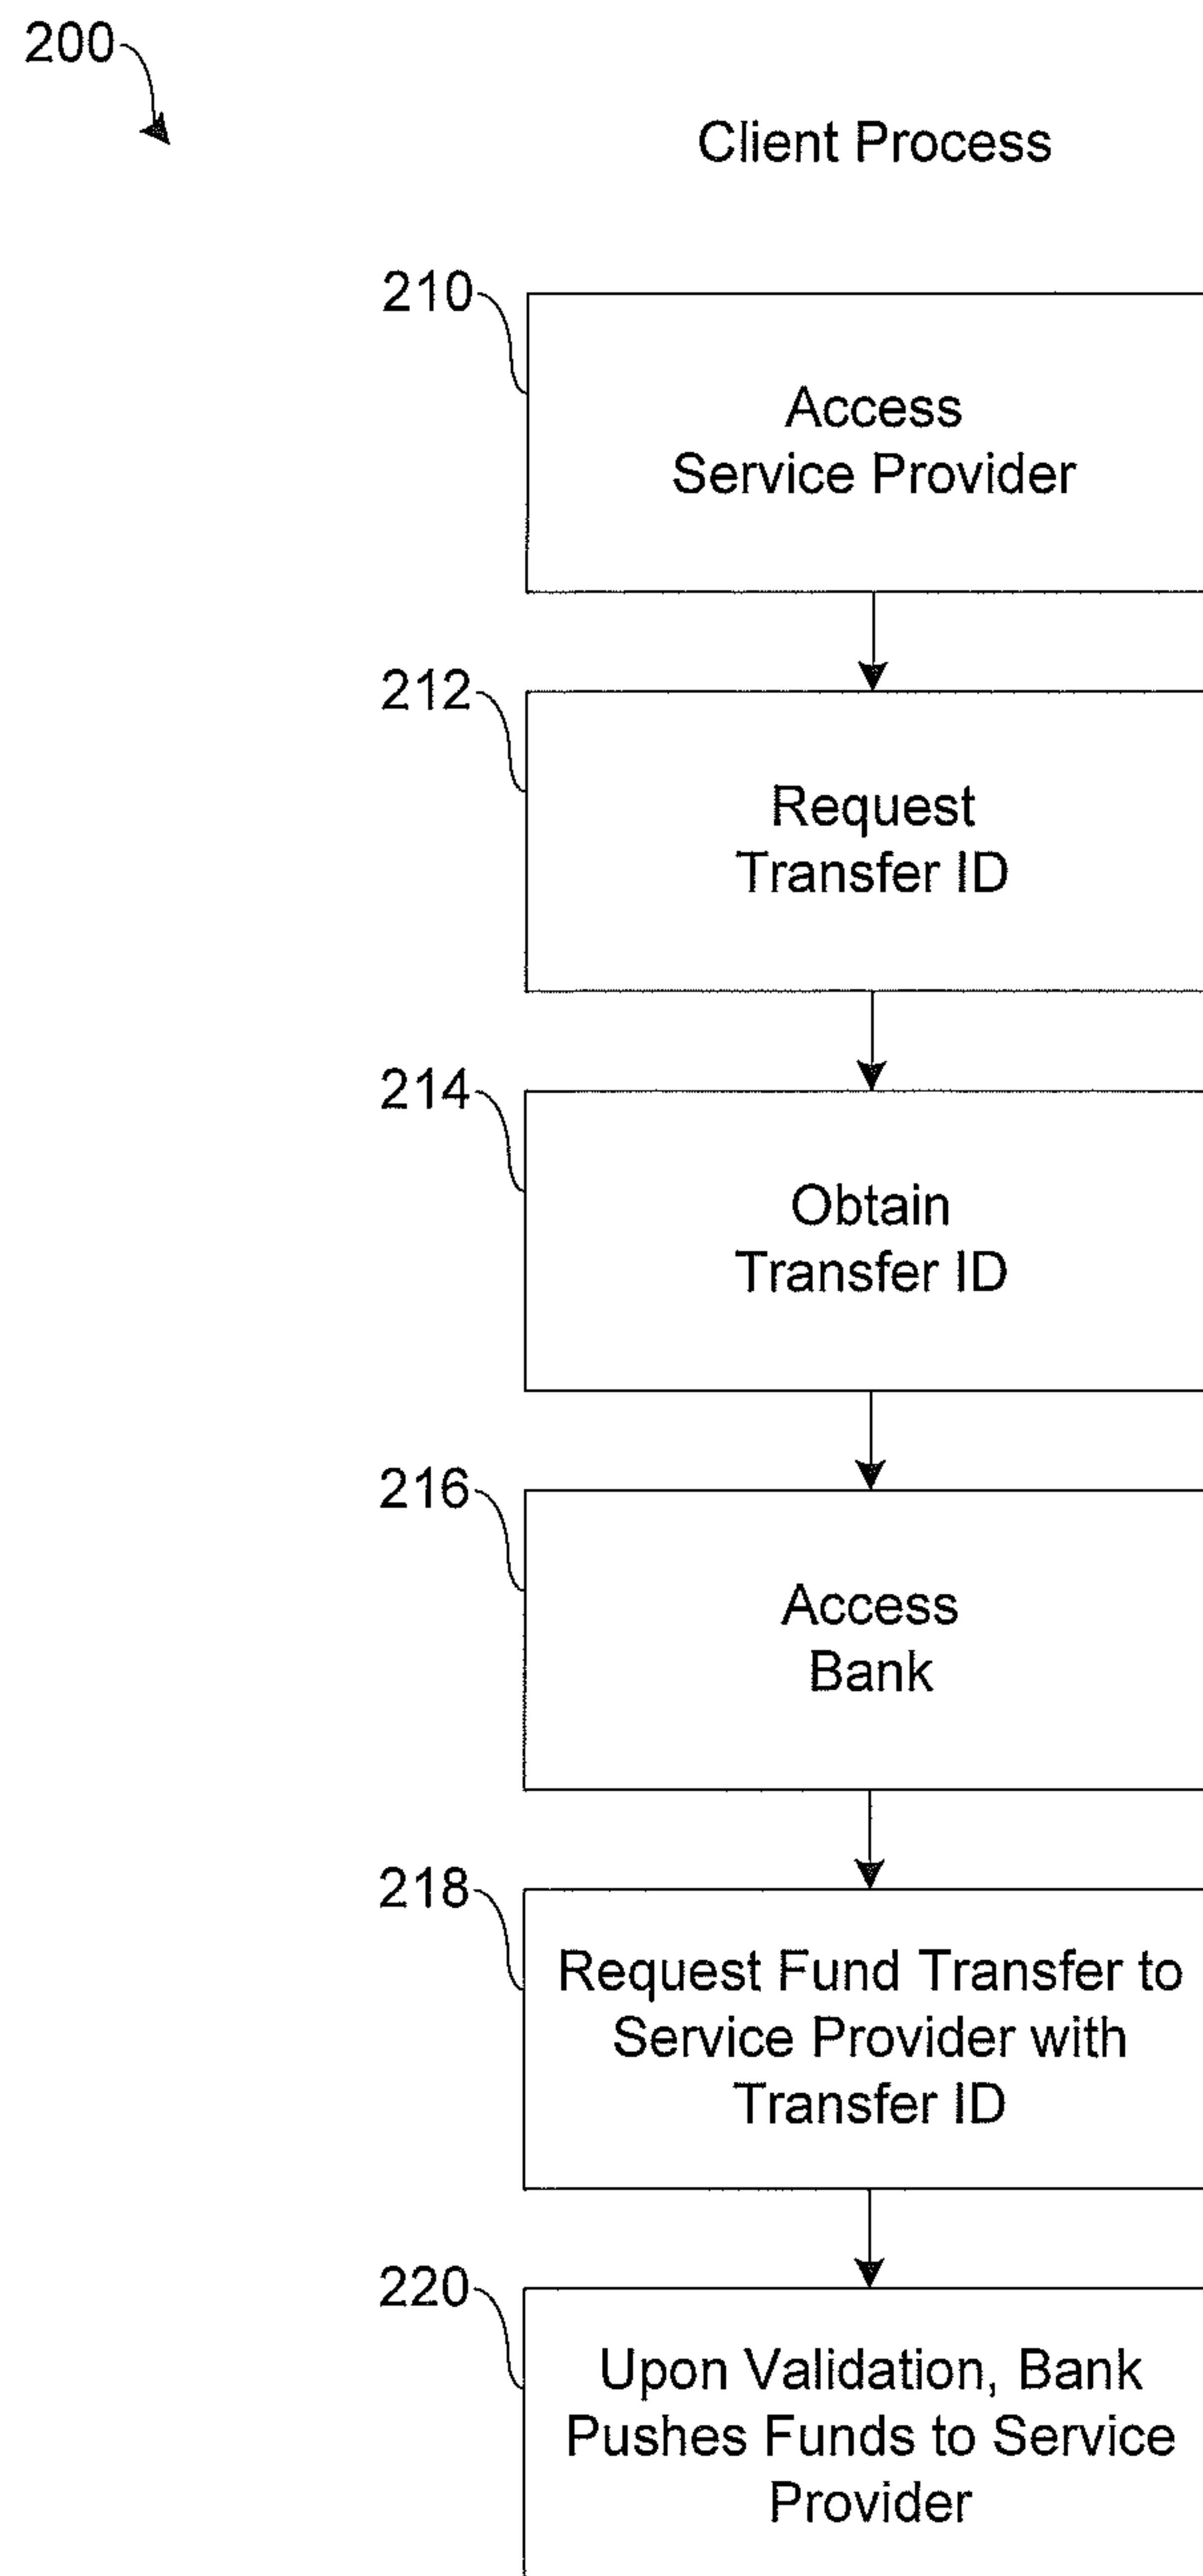 200
Client Process
210
Access
Service Provider
212
Request
Transfer ID
214
Obtain
Transfer ID
216
Access
Bank
218
Request Fund Transfer to
Service Provider with
Transfer ID
220
Upon Validation, Bank
Pushes Funds to Service
Provider